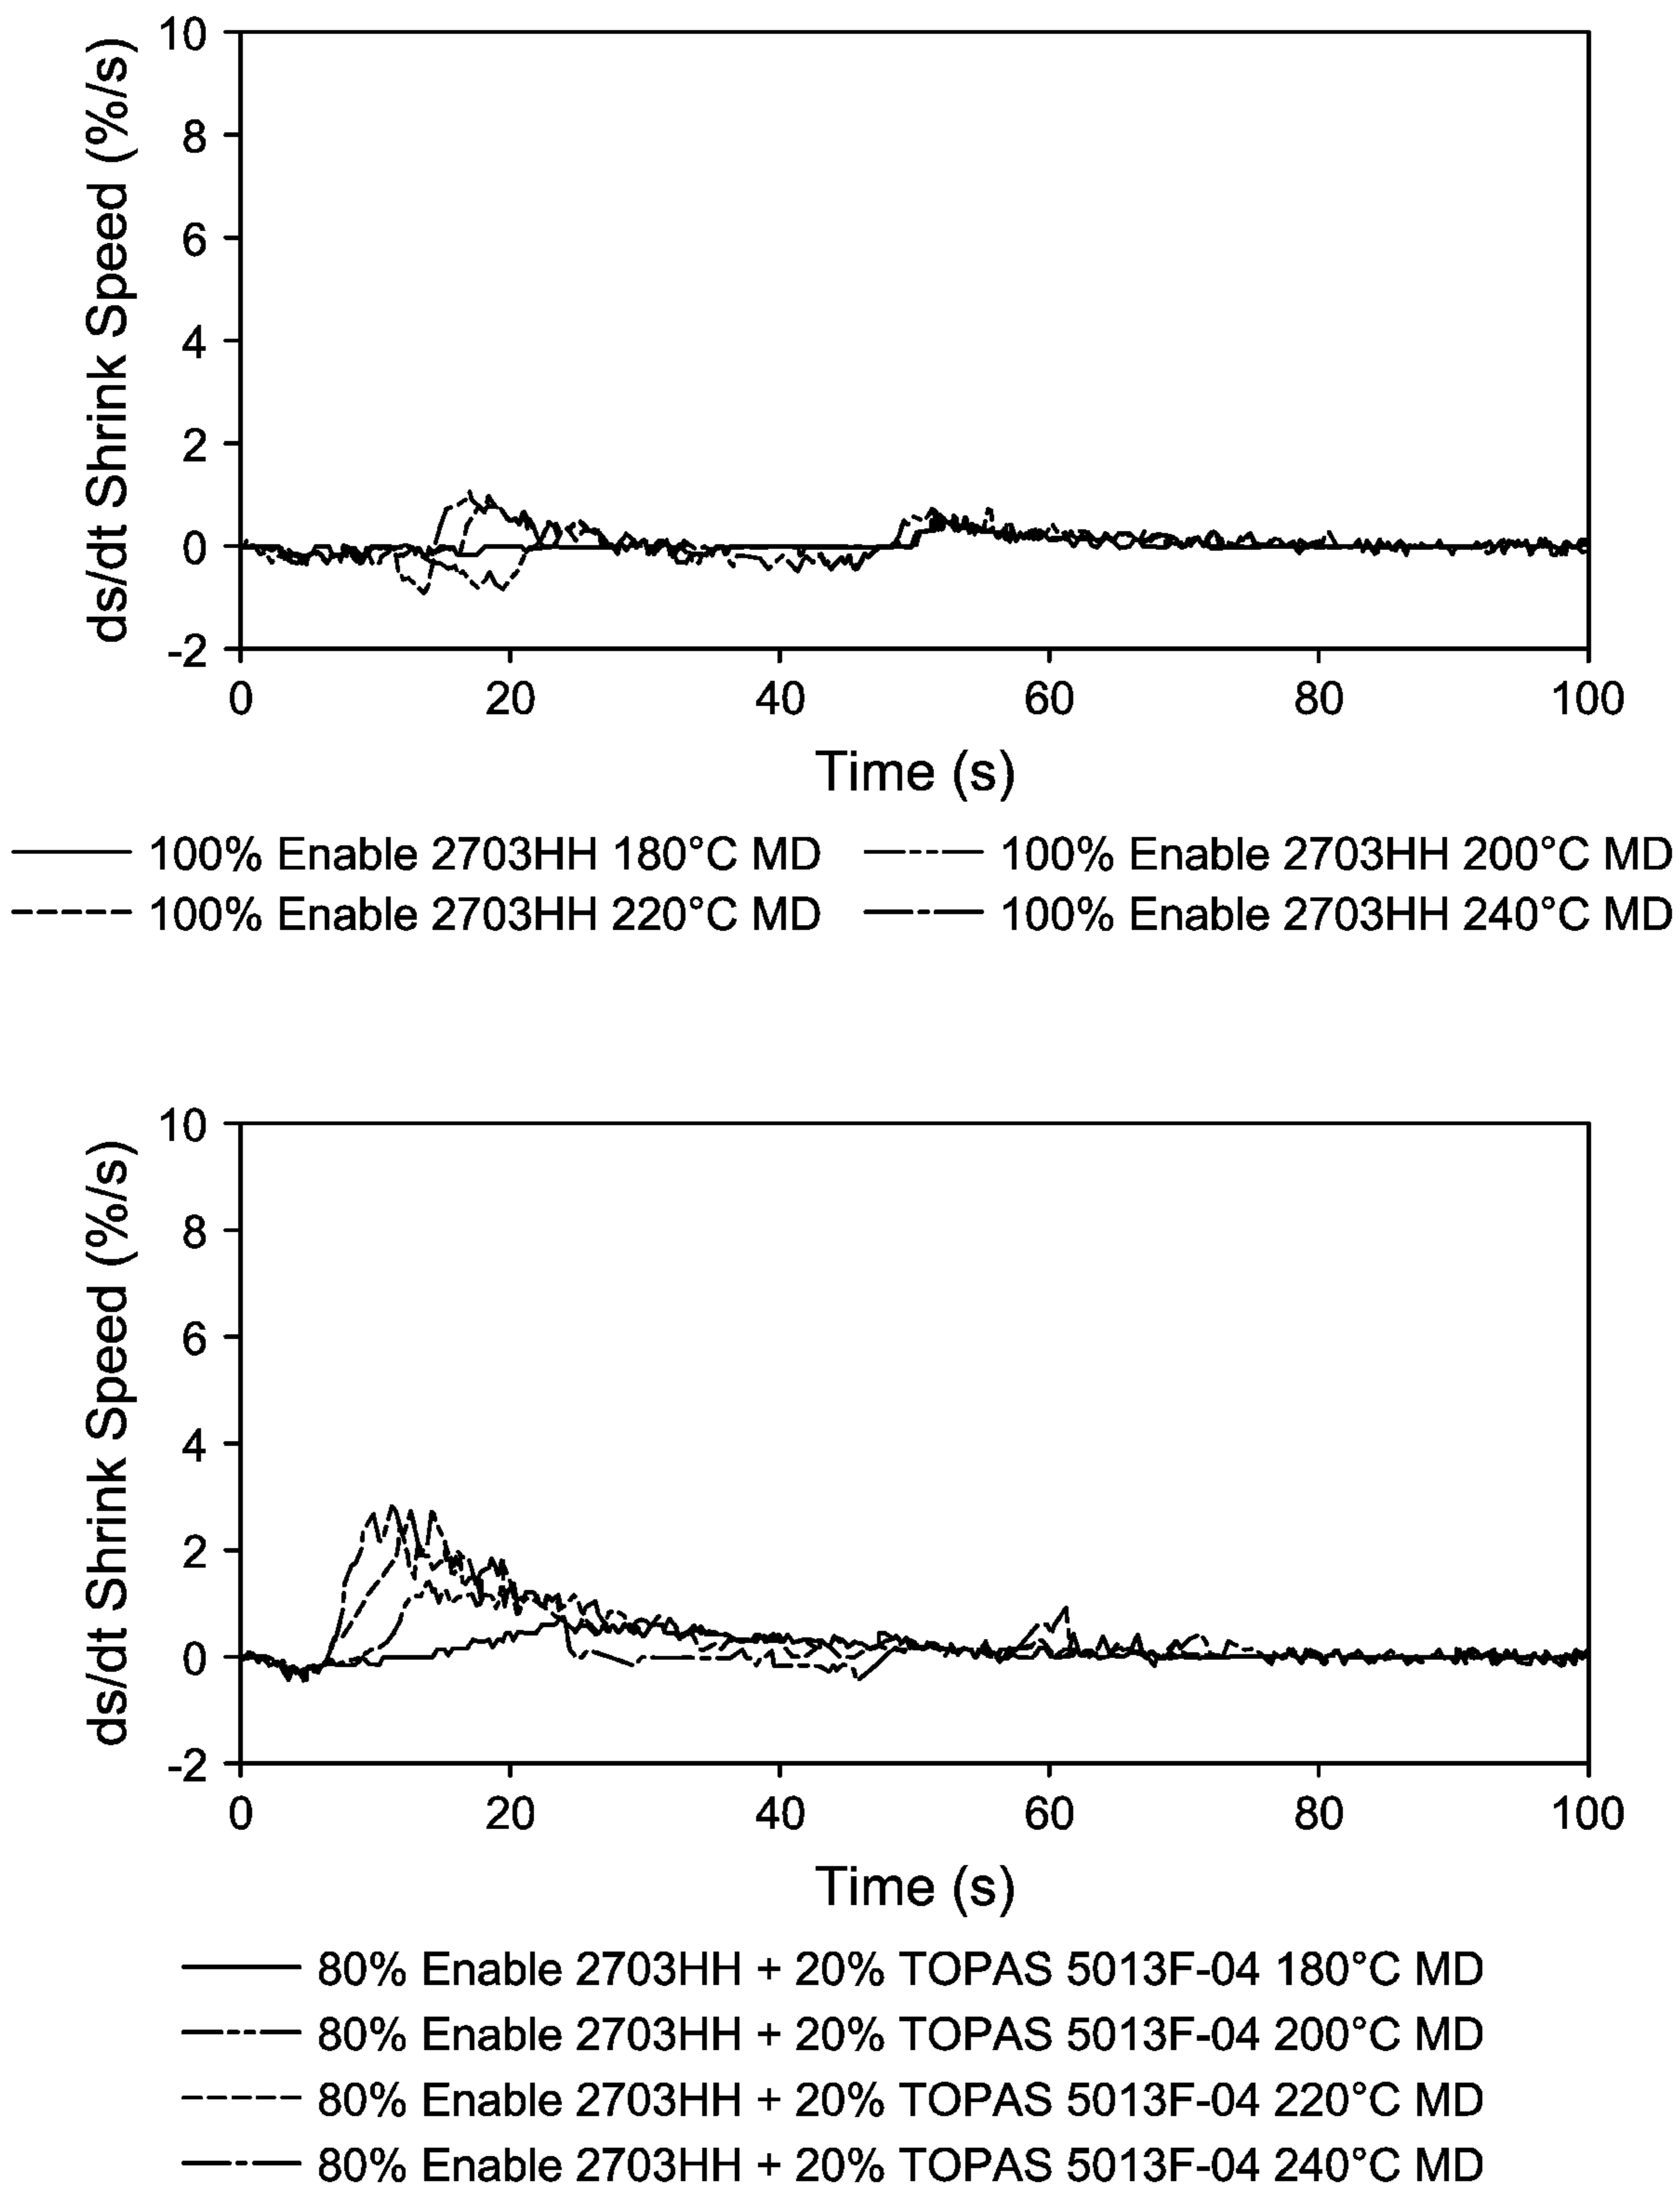 10
8
6
4
2
0
-2
ds/dt Shrink Speed (%/s)
0 20 40 60 80 100
Time (s)
100% Enable 2703HH 180°C MD 100% Enable 2703HH 200°C MD
100% Enable 2703HH 220°C MD 100% Enable 2703HH 240°C MD
10
8
6
4
2
0
-2
ds/dt Shrink Speed (%/s)
0 20 40 60 80 100
Time (s)
80% Enable 2703HH + 20% TOPAS 5013F-04 180°C MD
80% Enable 2703HH + 20% TOPAS 5013F-04 200°C MD
80% Enable 2703HH + 20% TOPAS 5013F-04 220°C MD
80% Enable 2703HH + 20% TOPAS 5013F-04 240°C MD